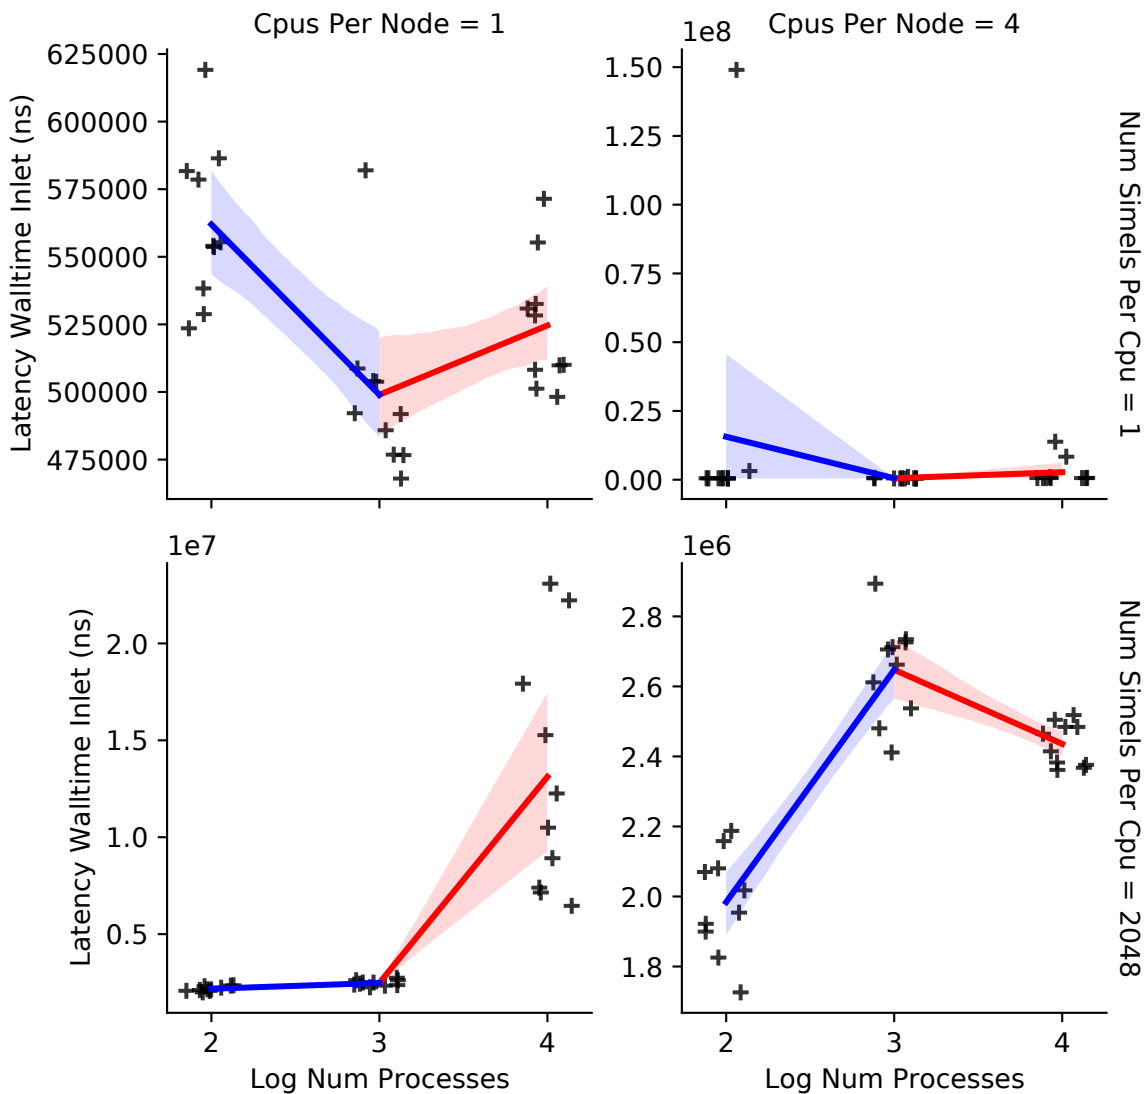 Cpus Per Node = 1
Cpus Per Node = 4
1e8
625000
600000
575000
550000
525000
500000
475000
Latency Walltime Inlet (ns)
1.50
1.25
1.00
0.75
0.50
0.25
0.00
Num Simels Per Cpu = 1
1e7
1e6
2.0
1.5
1.0
0.5
Latency Walltime Inlet (ns)
2.8
2.6
2.4
2.2
2.0
1.8
Num Simels Per Cpu = 2048
2
3
4
2
3
4
Log Num Processes
Log Num Processes